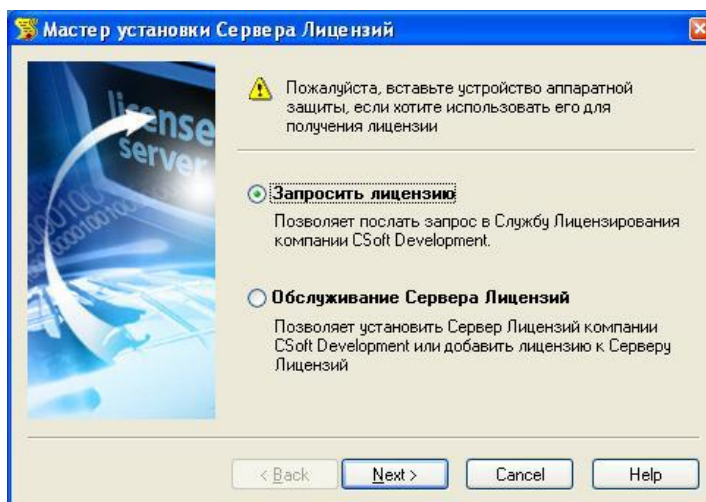 Мастер установки Сервера Лицензий
license
server
Пожалуйста, вставьте устройство аппаратной
защиты, если хотите использовать его для
получения лицензии
Запросить лицензию
Позволяет послать запрос в Службу Лицензирования
компании CSoft Development.
Обслуживание Сервера Лицензий
Позволяет установить Сервер Лицензий компании
CSoft Development или добавить лицензию к Серверу
Лицензий
< Back
Next >
Cancel
Help